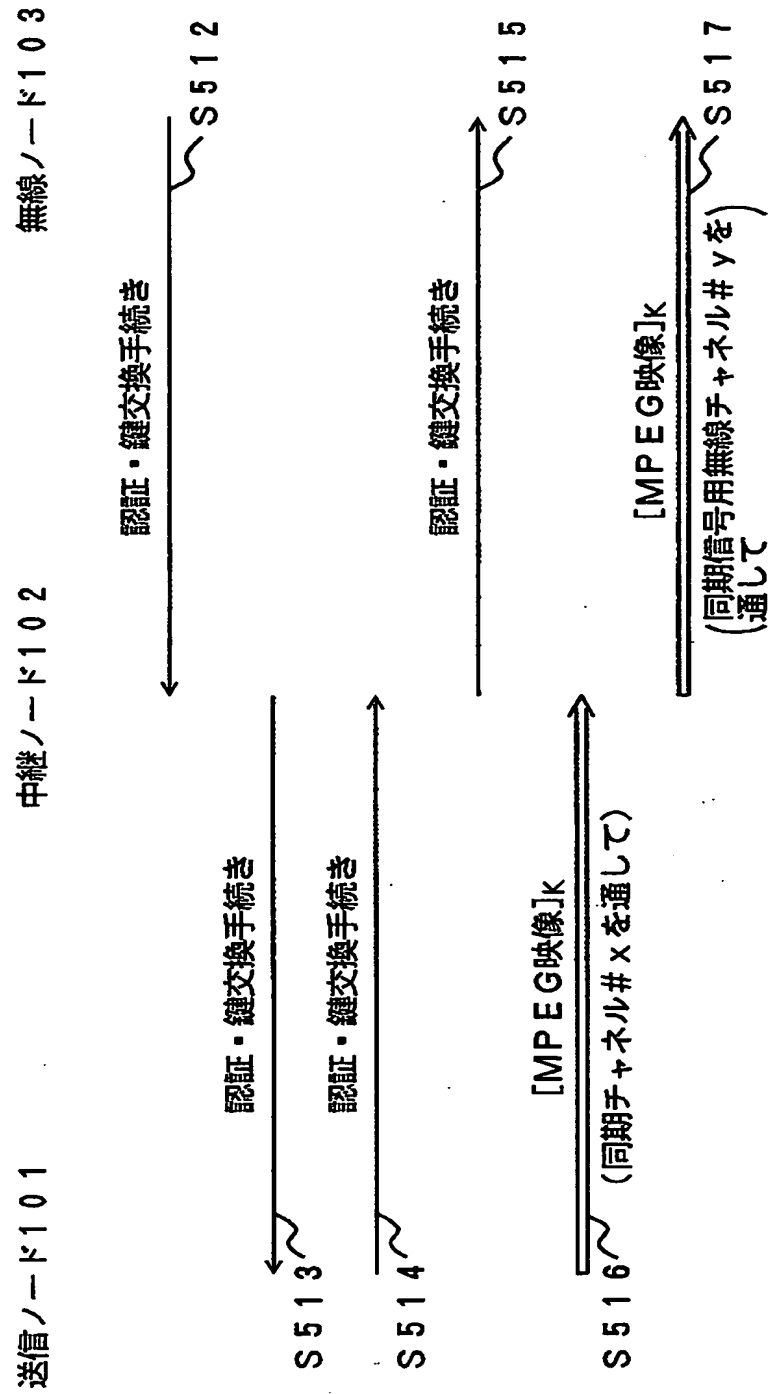 送信ノード101
中継ノード102
無線ノード103
認証・鍵交換手続き
S512
認証・鍵交換手続き
S513
認証・鍵交換手続き
S514
認証・鍵交換手続き
S515
[MPEG映像]K
(同期チャネル#xを通して)
S516
[MPEG映像]K
(同期信号用無線チャネル#yを
通して)
S517